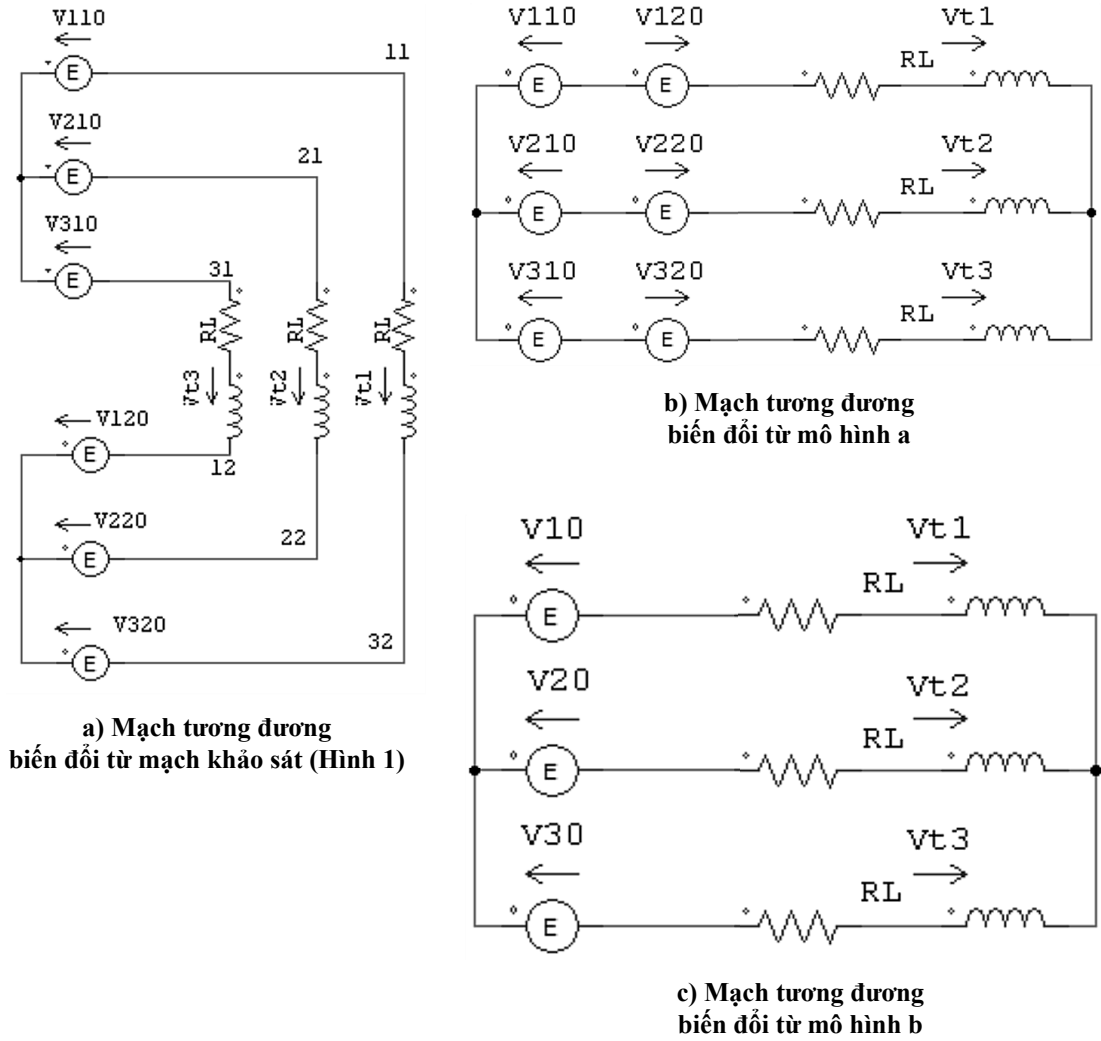 V110
11
V210
21
V310
31
RL RL RL
Vt3 Vt2 Vt1
V120
12
V220
22
V320
32
E
E
E
E
E
E
a) Mạch tương đương
biến đổi từ mạch khảo sát (Hình 1)
V110 V120 Vt1
RL
E E
V210 V220 Vt2
RL
E E
V310 V320 Vt3
RL
E E
b) Mạch tương đương
biến đổi từ mô hình a
V10 Vt1
RL
E
V20 Vt2
RL
E
V30 Vt3
RL
E
c) Mạch tương đương
biến đổi từ mô hình b